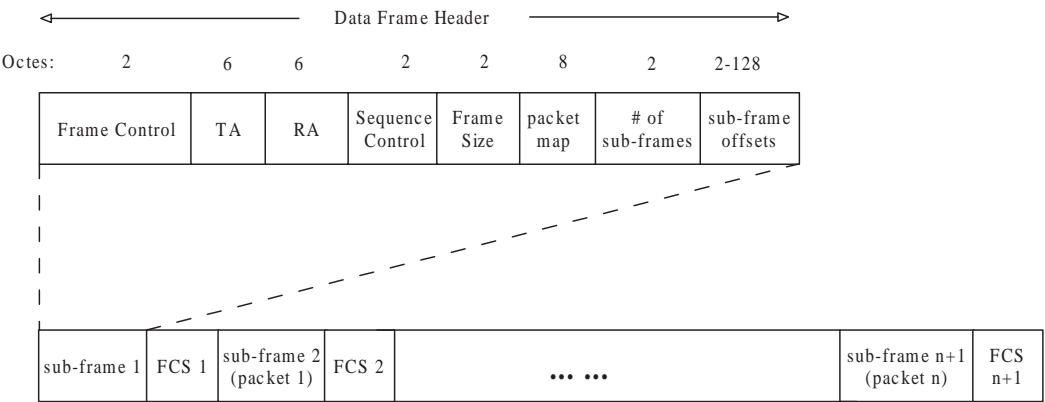 Data Frame Header
Octes: 2 6 6 2 2 8 2 2-128
Frame Control TA RA Sequence Control Frame Size packet map # of sub-frames sub-frame offsets
sub-frame 1 FCS 1 sub-frame 2 (packet 1) FCS 2 ... ... sub-frame n+1 (packet n) FCS n+1